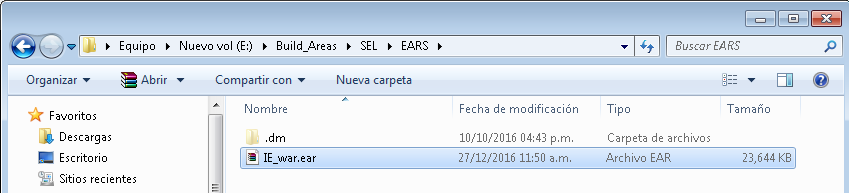 Equipo ▸ Nuevo vol (E:) ▸ Build_Areas ▸ SEL ▸ EARS ▸ Buscar EARS
Organizar Abrir Compartir con Nueva carpeta
Favoritos
Descargas
Escritorio
Sitios recientes
Nombre Fecha de modificación Tipo Tamaño
.dm 10/10/2016 04:43 p.m. Carpeta de archivos
IE_war.ear 27/12/2016 11:50 a.m. Archivo EAR 23,644 KB